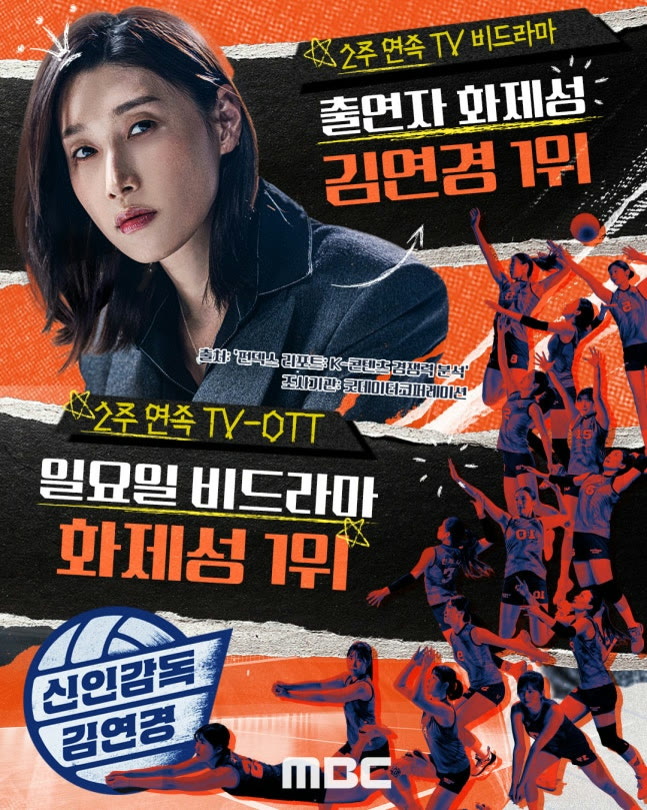 2주 연속 TV 비드라마
출연자 화제성
김연경 1위
출처: '펀덱스 리포트: K-콘텐츠 경쟁력 분석'
조사기관: 굿데이터코퍼레이션
2주 연속 TV-OTT
일요일 비드라마
화제성 1위
신인감독
김연경
MBC